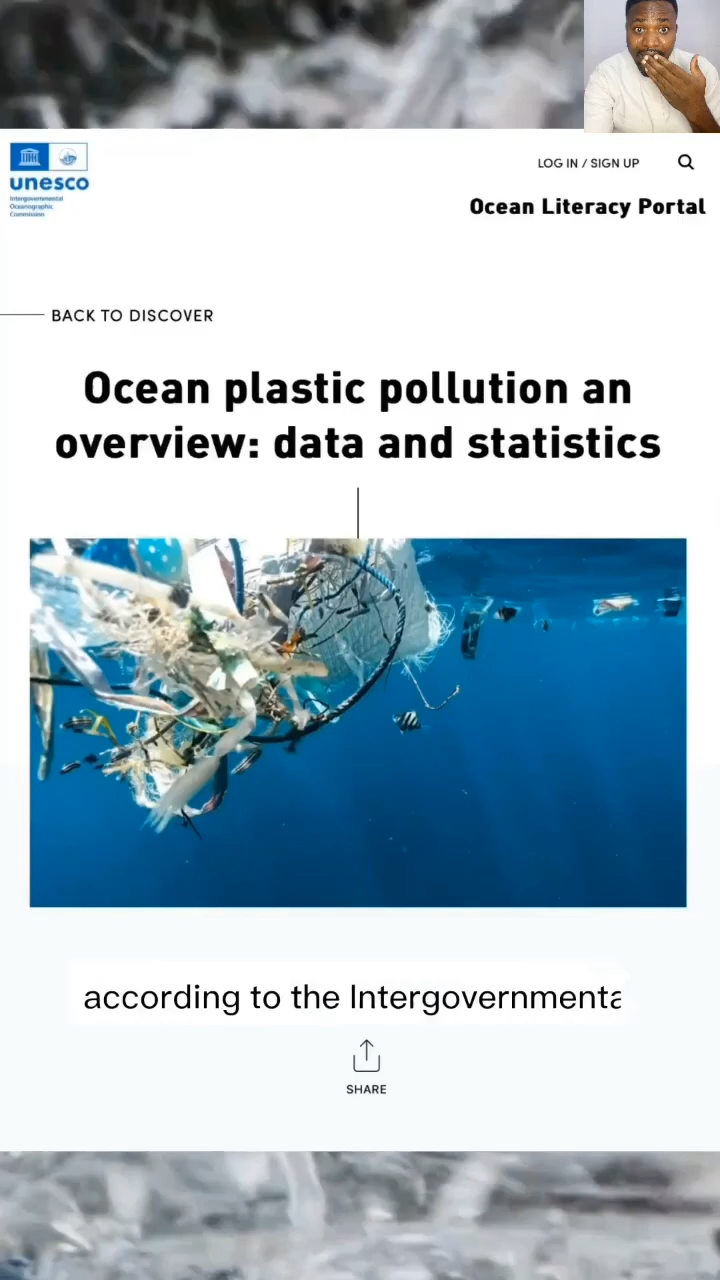 unesco
Intergovernmental
Oceanographic
Commission
LOG IN / SIGN UP
Ocean Literacy Portal
BACK TO DISCOVER
Ocean plastic pollution an
overview: data and statistics
according to the Intergovernmenta
SHARE